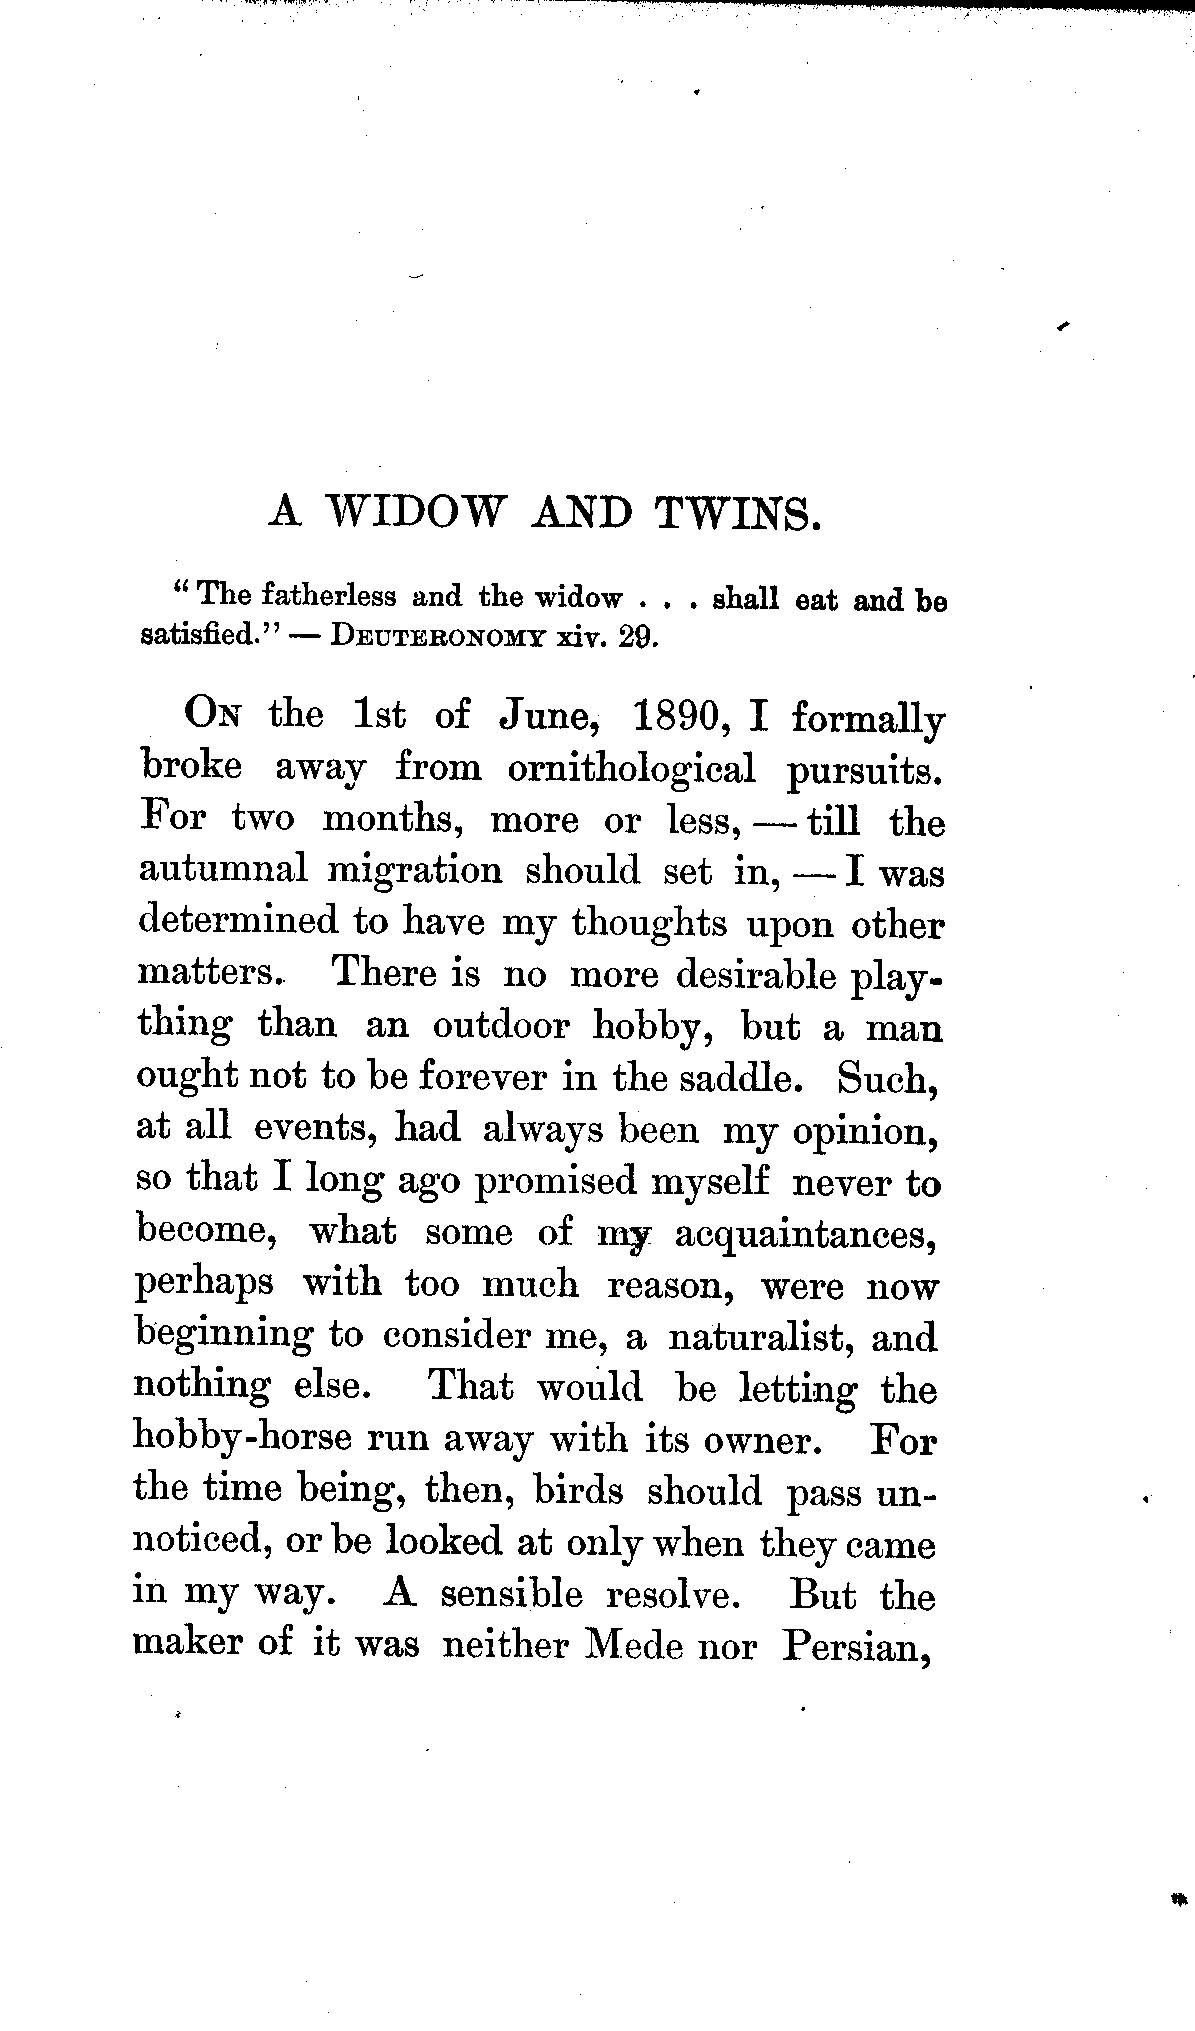 A WIDOW AND TWINS.
“The fatherless and the widow . . . shall eat and be
satisfied.” — DEUTERONOMY xiv. 29.
ON the 1st of June, 1890, I formally
broke away from ornithological pursuits.
For two months, more or less, — till the
autumnal migration should set in, — I was
determined to have my thoughts upon other
matters. There is no more desirable play-
thing than an outdoor hobby, but a man
ought not to be forever in the saddle. Such,
at all events, had always been my opinion,
so that I long ago promised myself never to
become, what some of my acquaintances,
perhaps with too much reason, were now
beginning to consider me, a naturalist, and
nothing else. That would be letting the
hobby-horse run away with its owner. For
the time being, then, birds should pass un-
noticed, or be looked at only when they came
in my way. A sensible resolve. But the
maker of it was neither Mede nor Persian,